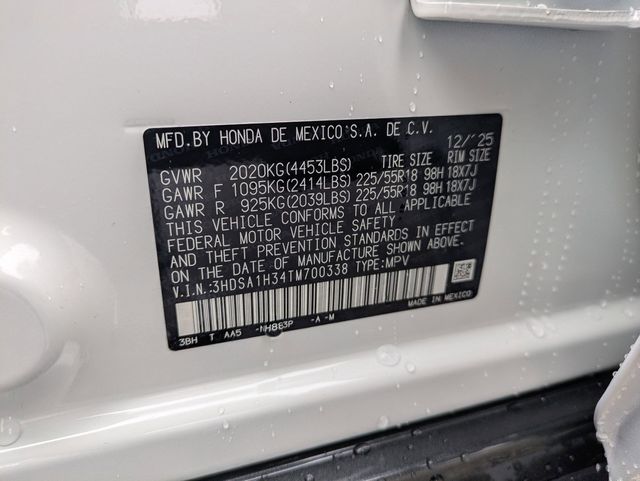 MFD.BY HONDA DE MEXICO S.A. DE C.V. 12/'25
GVWR 2020KG(4453LBS) TIRE SIZE RIM SIZE
GAWR F 1095KG(2414LBS) 225/55R18 98H 18X7J
GAWR R 925KG(2039LBS) 225/55R18 98H 18X7J
THIS VEHICLE CONFORMS TO ALL APPLICABLE
FEDERAL MOTOR VEHICLE SAFETY
AND THEFT PREVENTION STANDARDS IN EFFECT
ON THE DATE OF MANUFACTURE SHOWN ABOVE.
V.I.N.:3HDSA1H34TM700338 TYPE:MPV
MADE IN MEXICO
3BH T AA5 -NH883P -A -M